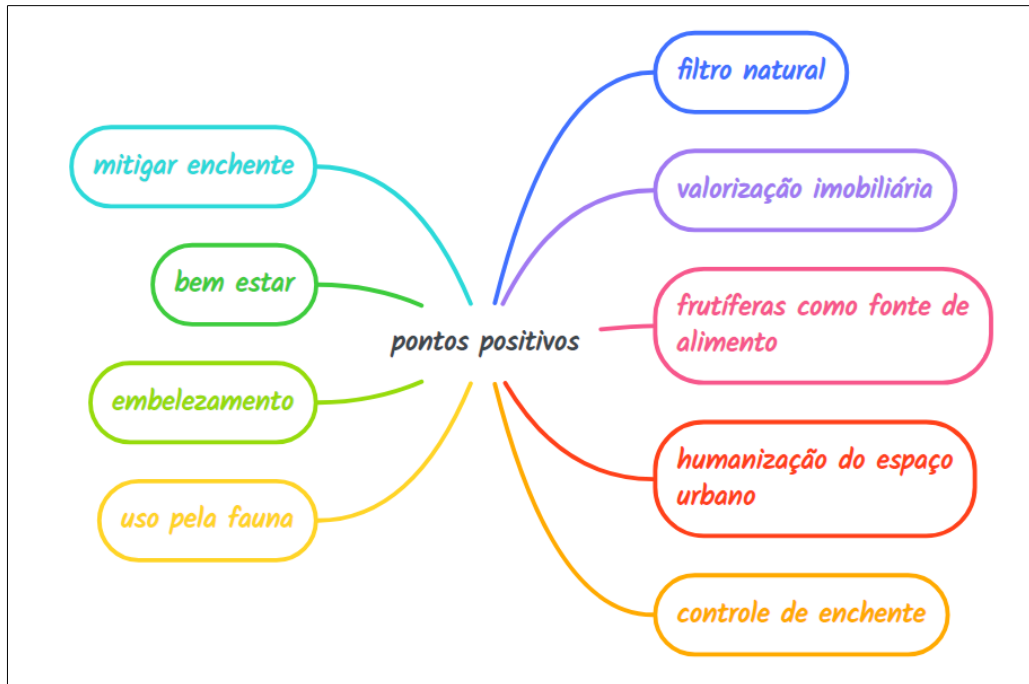 filtro natural
mitigar enchente
valorização imobiliária
bem estar
frutíferas como fonte de
alimento
pontos positivos
embelezamento
humanização do espaço
urbano
uso pela fauna
controle de enchente